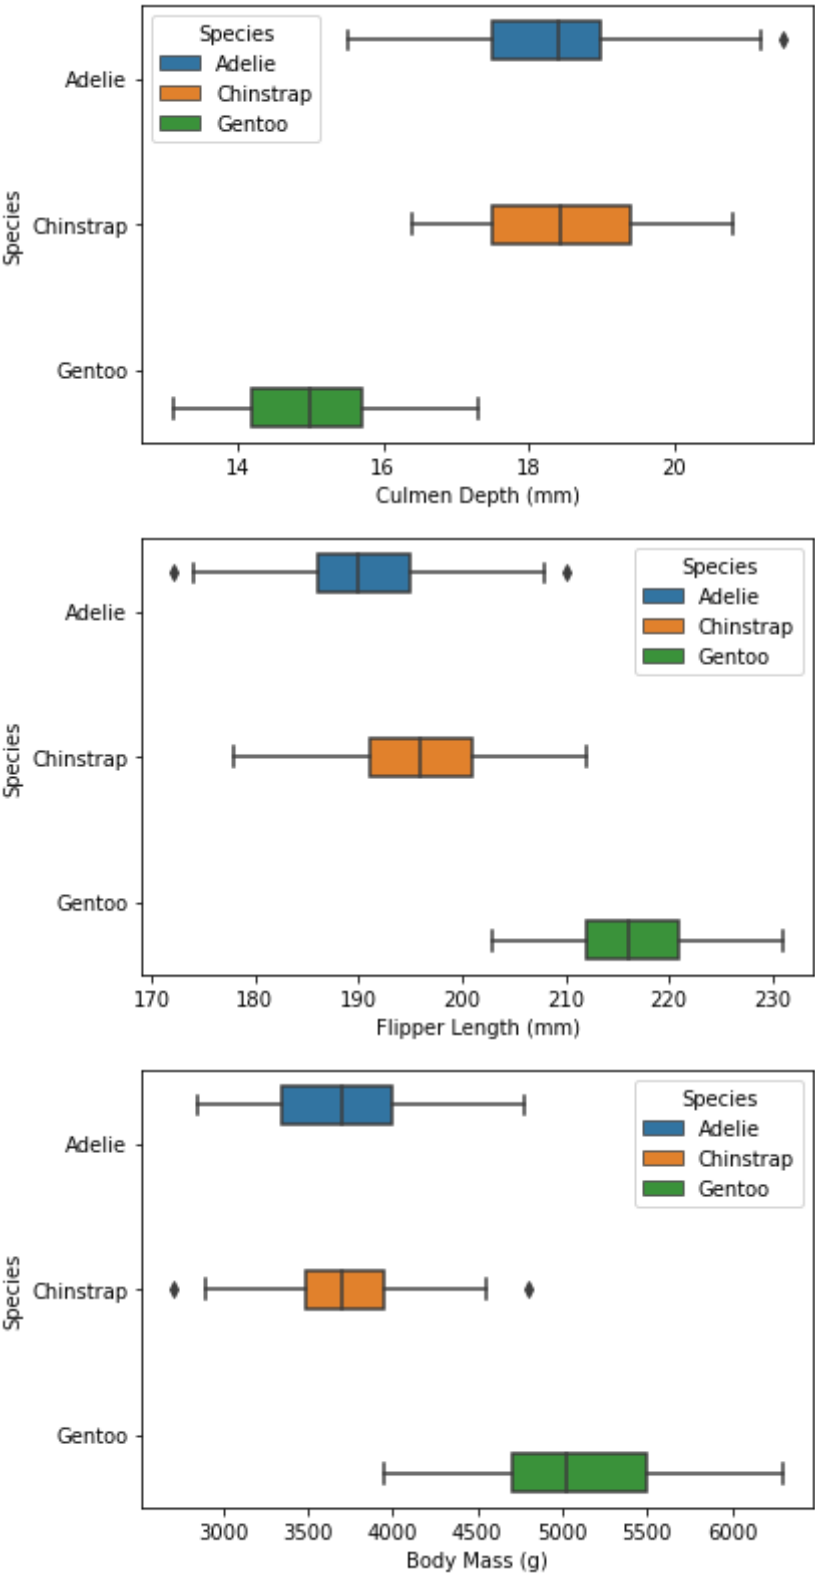 Species
Adelie
Chinstrap
Gentoo
Adelie
Chinstrap
Gentoo
Species
14 16 18 20
Culmen Depth (mm)
Species
Adelie
Chinstrap
Gentoo
Adelie
Chinstrap
Gentoo
Species
170 180 190 200 210 220 230
Flipper Length (mm)
Species
Adelie
Chinstrap
Gentoo
Adelie
Chinstrap
Gentoo
Species
3000 3500 4000 4500 5000 5500 6000
Body Mass (g)